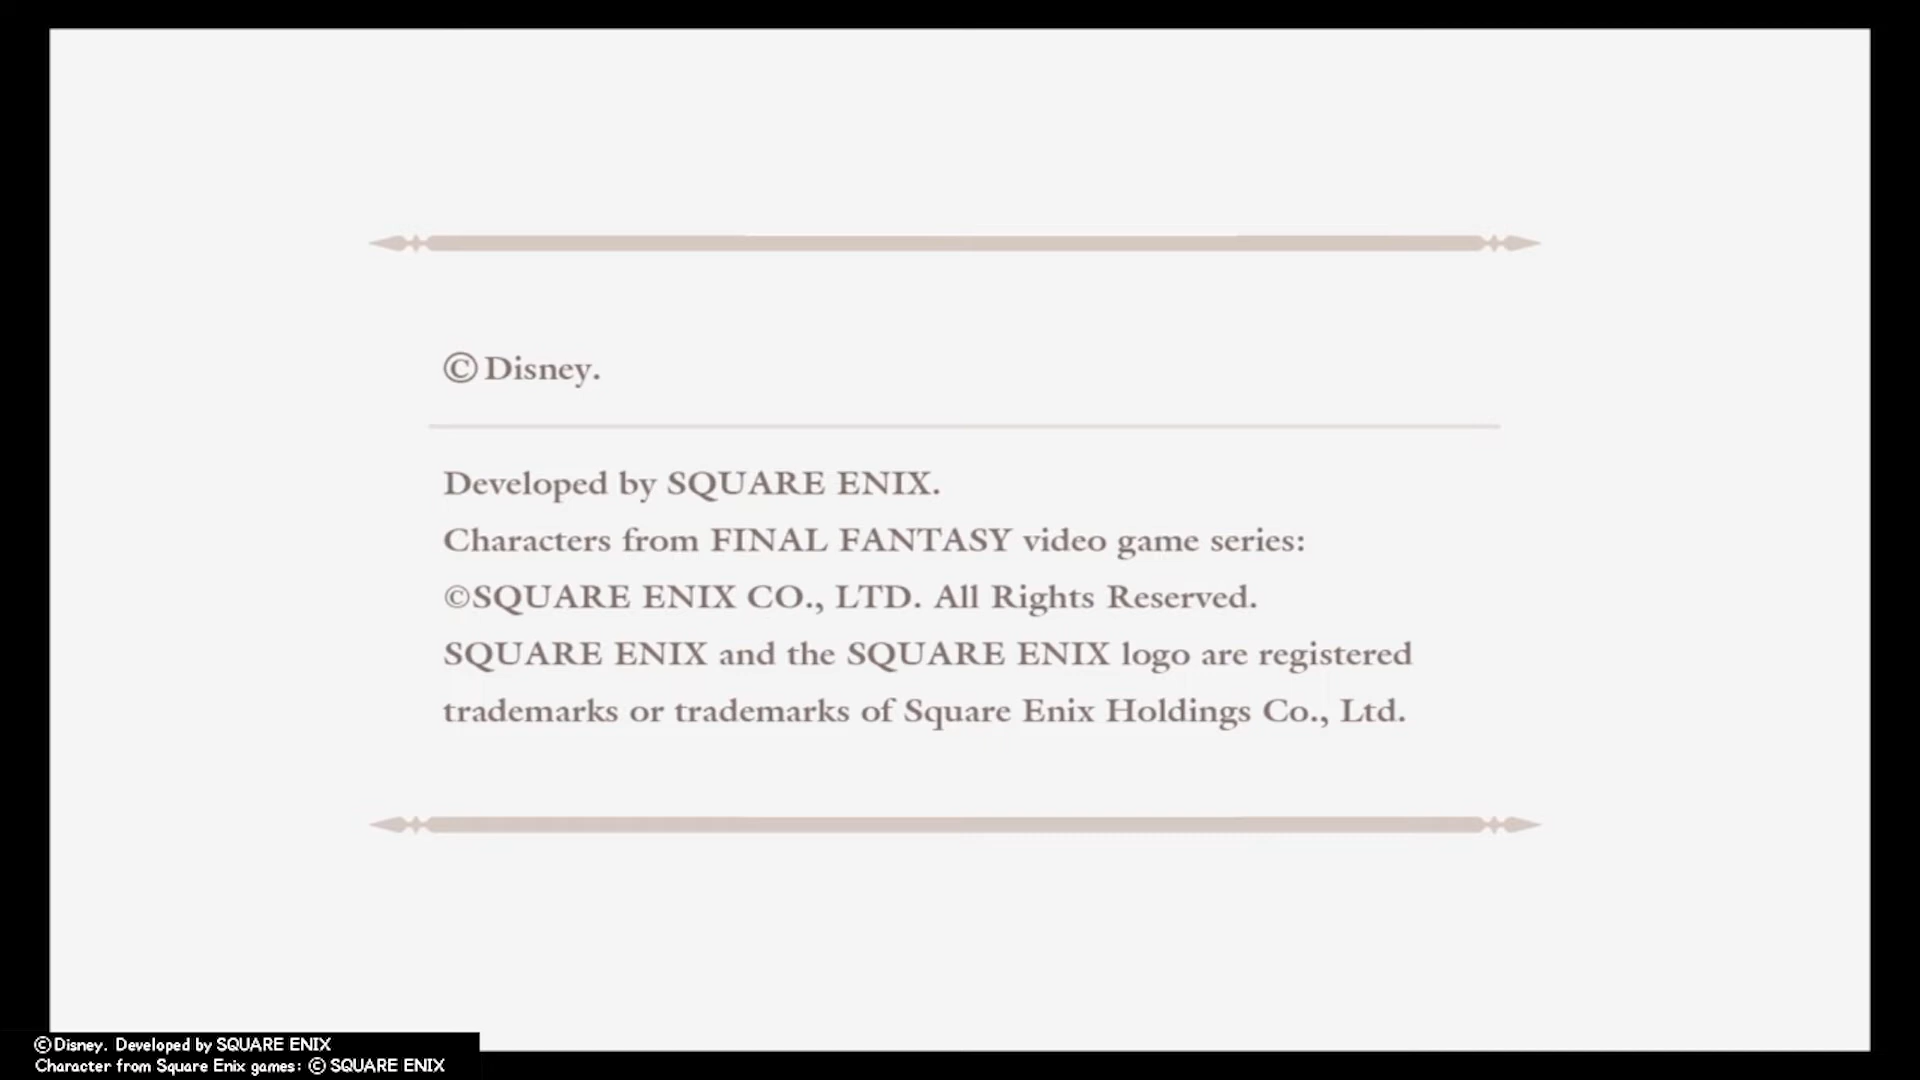 © Disney.
Developed by SQUARE ENIX.
Characters from FINAL FANTASY video game series:
©SQUARE ENIX CO., LTD. All Rights Reserved.
SQUARE ENIX and the SQUARE ENIX logo are registered
trademarks or trademarks of Square Enix Holdings Co., Ltd.
©Disney. Developed by SQUARE ENIX
Character from Square Enix games: © SQUARE ENIX